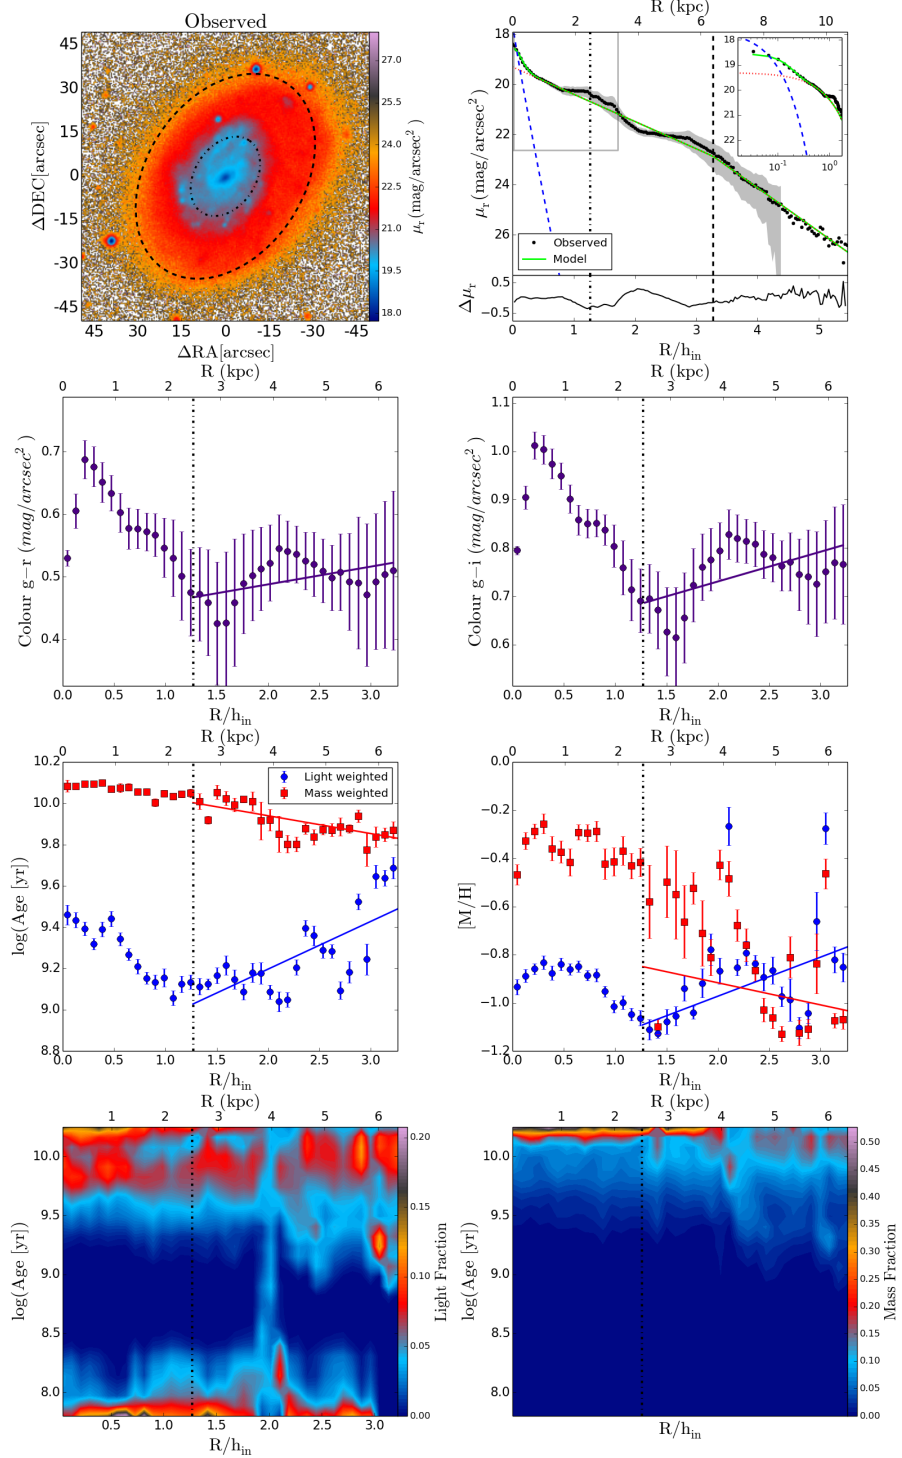 Observed
45
30
15
0
-15
-30
-45
45 30 15 0 -15 -30 -45
ΔDEC[arcsec]
ΔRA[arcsec]
27.0
25.5
24.0
22.5
21.0
19.5
18.0
μr(mag/arcsec²)
R (kpc)
0 2 4 6 8 10
18
20
22
24
26
μr(mag/arcsec²)
18
19
20
21
22
10⁻¹ 10⁰
Observed
Model
0.5
−0.5
Δμr
0 1 2 3 4 5
R/hin
R (kpc)
0 1 2 3 4 5 6
0.7
0.6
0.5
0.4
Colour g−r (mag/arcsec²)
0.0 0.5 1.0 1.5 2.0 2.5 3.0
R/hin
R (kpc)
0 1 2 3 4 5 6
1.1
1.0
0.9
0.8
0.7
0.6
Colour g−i (mag/arcsec²)
0.0 0.5 1.0 1.5 2.0 2.5 3.0
R/hin
R (kpc)
0 1 2 3 4 5 6
10.2
10.0
9.8
9.6
9.4
9.2
9.0
8.8
log(Age [yr])
Light weighted
Mass weighted
0.0 0.5 1.0 1.5 2.0 2.5 3.0
R/hin
R (kpc)
0 1 2 3 4 5 6
0.0
−0.2
−0.4
−0.6
−0.8
−1.0
−1.2
[M/H]
0.0 0.5 1.0 1.5 2.0 2.5 3.0
R/hin
R (kpc)
1 2 3 4 5 6
10.0
9.5
9.0
8.5
8.0
log(Age [yr])
0.5 1.0 1.5 2.0 2.5 3.0
R/hin
0.20
0.15
0.10
0.05
0.00
Light Fraction
R (kpc)
1 2 3 4 5 6
10.0
9.5
9.0
8.5
8.0
log(Age [yr])
R/hin
0.50
0.45
0.40
0.35
0.30
0.25
0.20
0.15
0.10
0.05
0.00
Mass Fraction